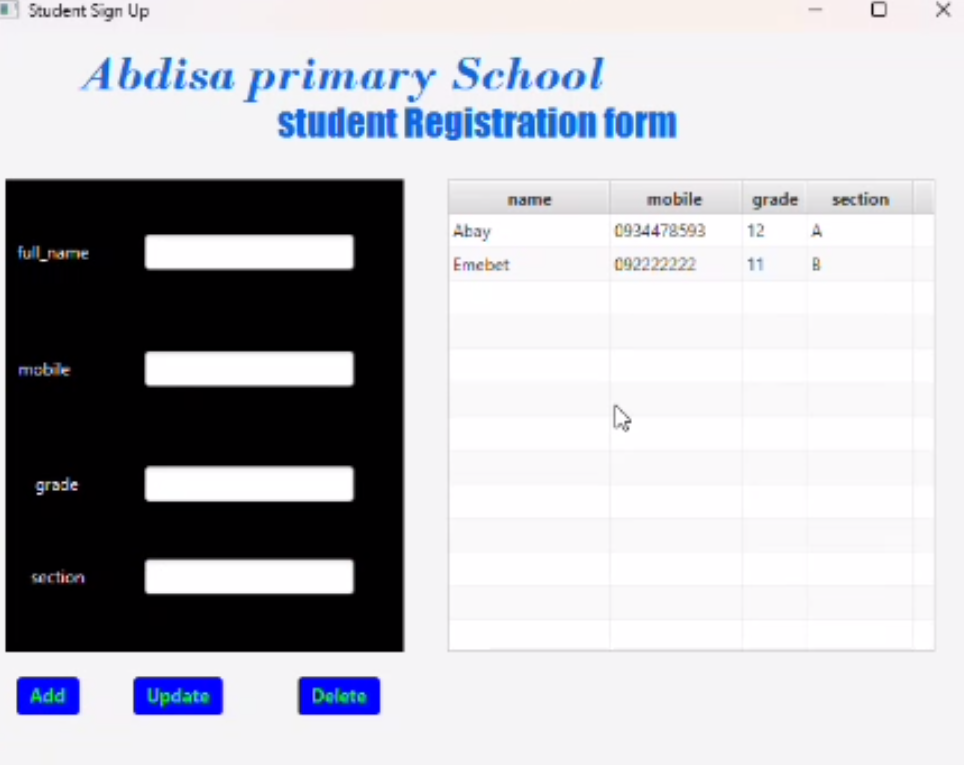 Student Sign Up
Abdisa primary School
student Registration form
full_name
mobile
grade
section
name mobile grade section
Abay 0934478593 12 A
Emebet 092222222 11 B
Add Update Delete